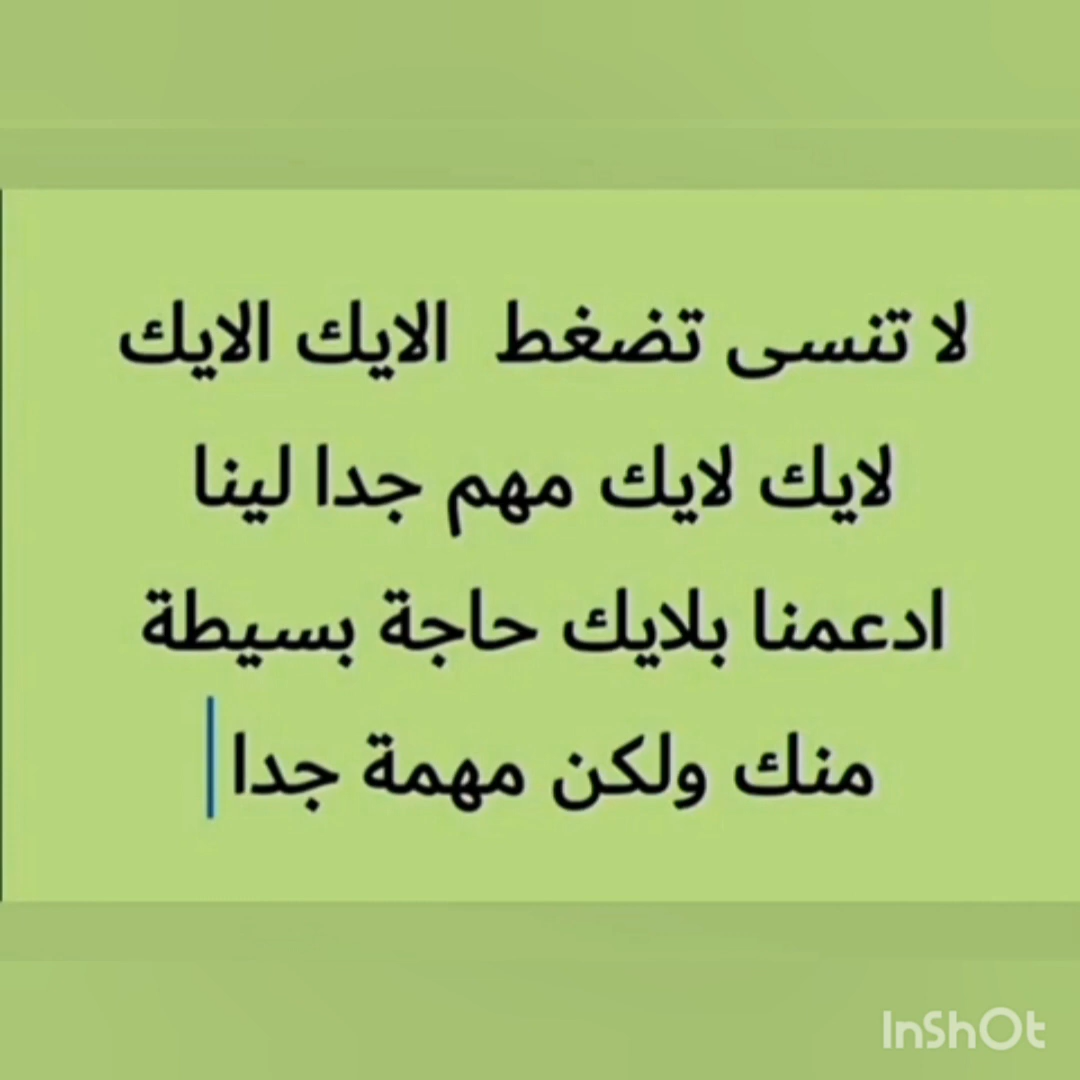 لا تنسى تضغط الايك الايك
لايك لايك مهم جدا لينا
ادعمنا بلايك حاجة بسيطة
منك ولكن مهمة جدا
InShOt